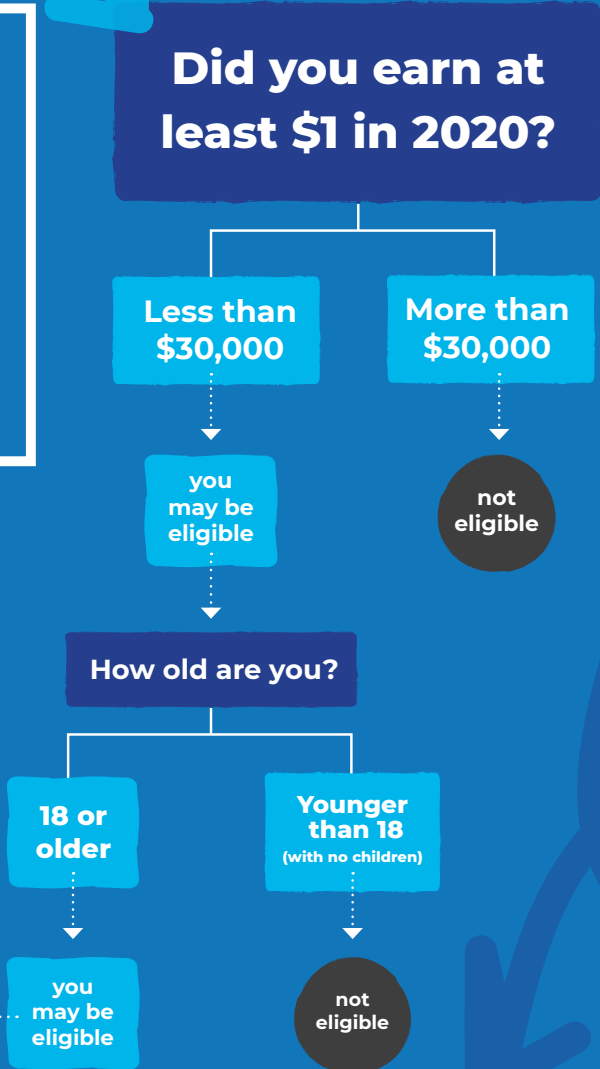 Did you earn at
least $1 in 2020?
Less than
$30,000
More than
$30,000
you
may be
eligible
not
eligible
How old are you?
18 or
older
Younger
than 18
(with no children)
you
may be
eligible
not
eligible